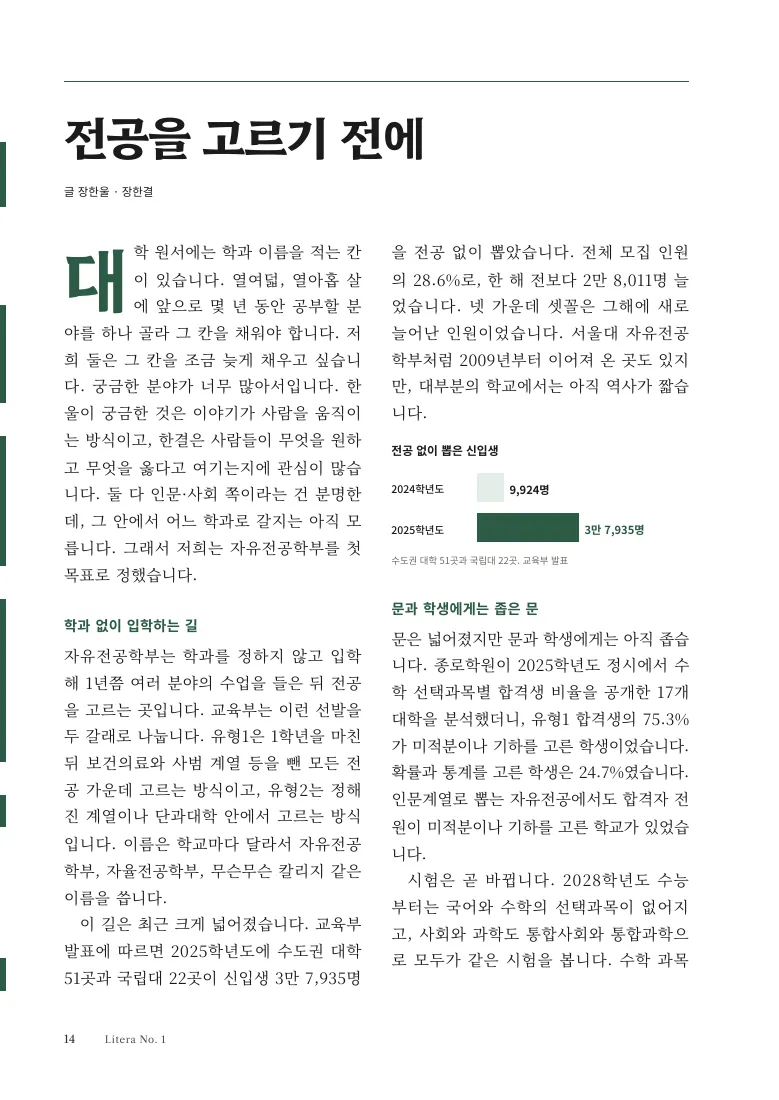 전공을 고르기 전에
글 장한울 · 장한결
대학 원서에는 학과 이름을 적는 칸
이 있습니다. 열여덟, 열아홉 살
에 앞으로 몇 년 동안 공부할 분
야를 하나 골라 그 칸을 채워야 합니다. 저
희 둘은 그 칸을 조금 늦게 채우고 싶습니
다. 궁금한 분야가 너무 많아서입니다. 한
울이 궁금한 것은 이야기가 사람을 움직이
는 방식이고, 한결은 사람들이 무엇을 원하
고 무엇을 옳다고 여기는지에 관심이 많습
니다. 둘 다 인문·사회 쪽이라는 건 분명한
데, 그 안에서 어느 학과로 갈지는 아직 모
릅니다. 그래서 저희는 자유전공학부를 첫
목표로 정했습니다.
학과 없이 입학하는 길
자유전공학부는 학과를 정하지 않고 입학
해 1년쯤 여러 분야의 수업을 들은 뒤 전공
을 고르는 곳입니다. 교육부는 이런 선발을
두 갈래로 나눕니다. 유형1은 1학년을 마친
뒤 보건의료와 사범 계열 등을 뺀 모든 전
공 가운데 고르는 방식이고, 유형2는 정해
진 계열이나 단과대학 안에서 고르는 방식
입니다. 이름은 학교마다 달라서 자유전공
학부, 자율전공학부, 무슨무슨 칼리지 같은
이름을 씁니다.
이 길은 최근 크게 넓어졌습니다. 교육부
발표에 따르면 2025학년도에 수도권 대학
51곳과 국립대 22곳이 신입생 3만 7,935명
을 전공 없이 뽑았습니다. 전체 모집 인원
의 28.6%로, 한 해 전보다 2만 8,011명 늘
었습니다. 넷 가운데 셋꼴은 그해에 새로
늘어난 인원이었습니다. 서울대 자유전공
학부처럼 2009년부터 이어져 온 곳도 있지
만, 대부분의 학교에서는 아직 역사가 짧습
니다.
전공 없이 뽑은 신입생
2024학년도 9,924명
2025학년도 3만 7,935명
수도권 대학 51곳과 국립대 22곳. 교육부 발표
문과 학생에게는 좁은 문
문은 넓어졌지만 문과 학생에게는 아직 좁습
니다. 종로학원이 2025학년도 정시에서 수
학 선택과목별 합격생 비율을 공개한 17개
대학을 분석했더니, 유형1 합격생의 75.3%
가 미적분이나 기하를 고른 학생이었습니다.
확률과 통계를 고른 학생은 24.7%였습니다.
인문계열로 뽑는 자유전공에서도 합격자 전
원이 미적분이나 기하를 고른 학교가 있었습
니다.
시험은 곧 바뀝니다. 2028학년도 수능
부터는 국어와 수학의 선택과목이 없어지
고, 사회와 과학도 통합사회와 통합과학으
로 모두가 같은 시험을 봅니다. 수학 과목
14 Litera No. 1